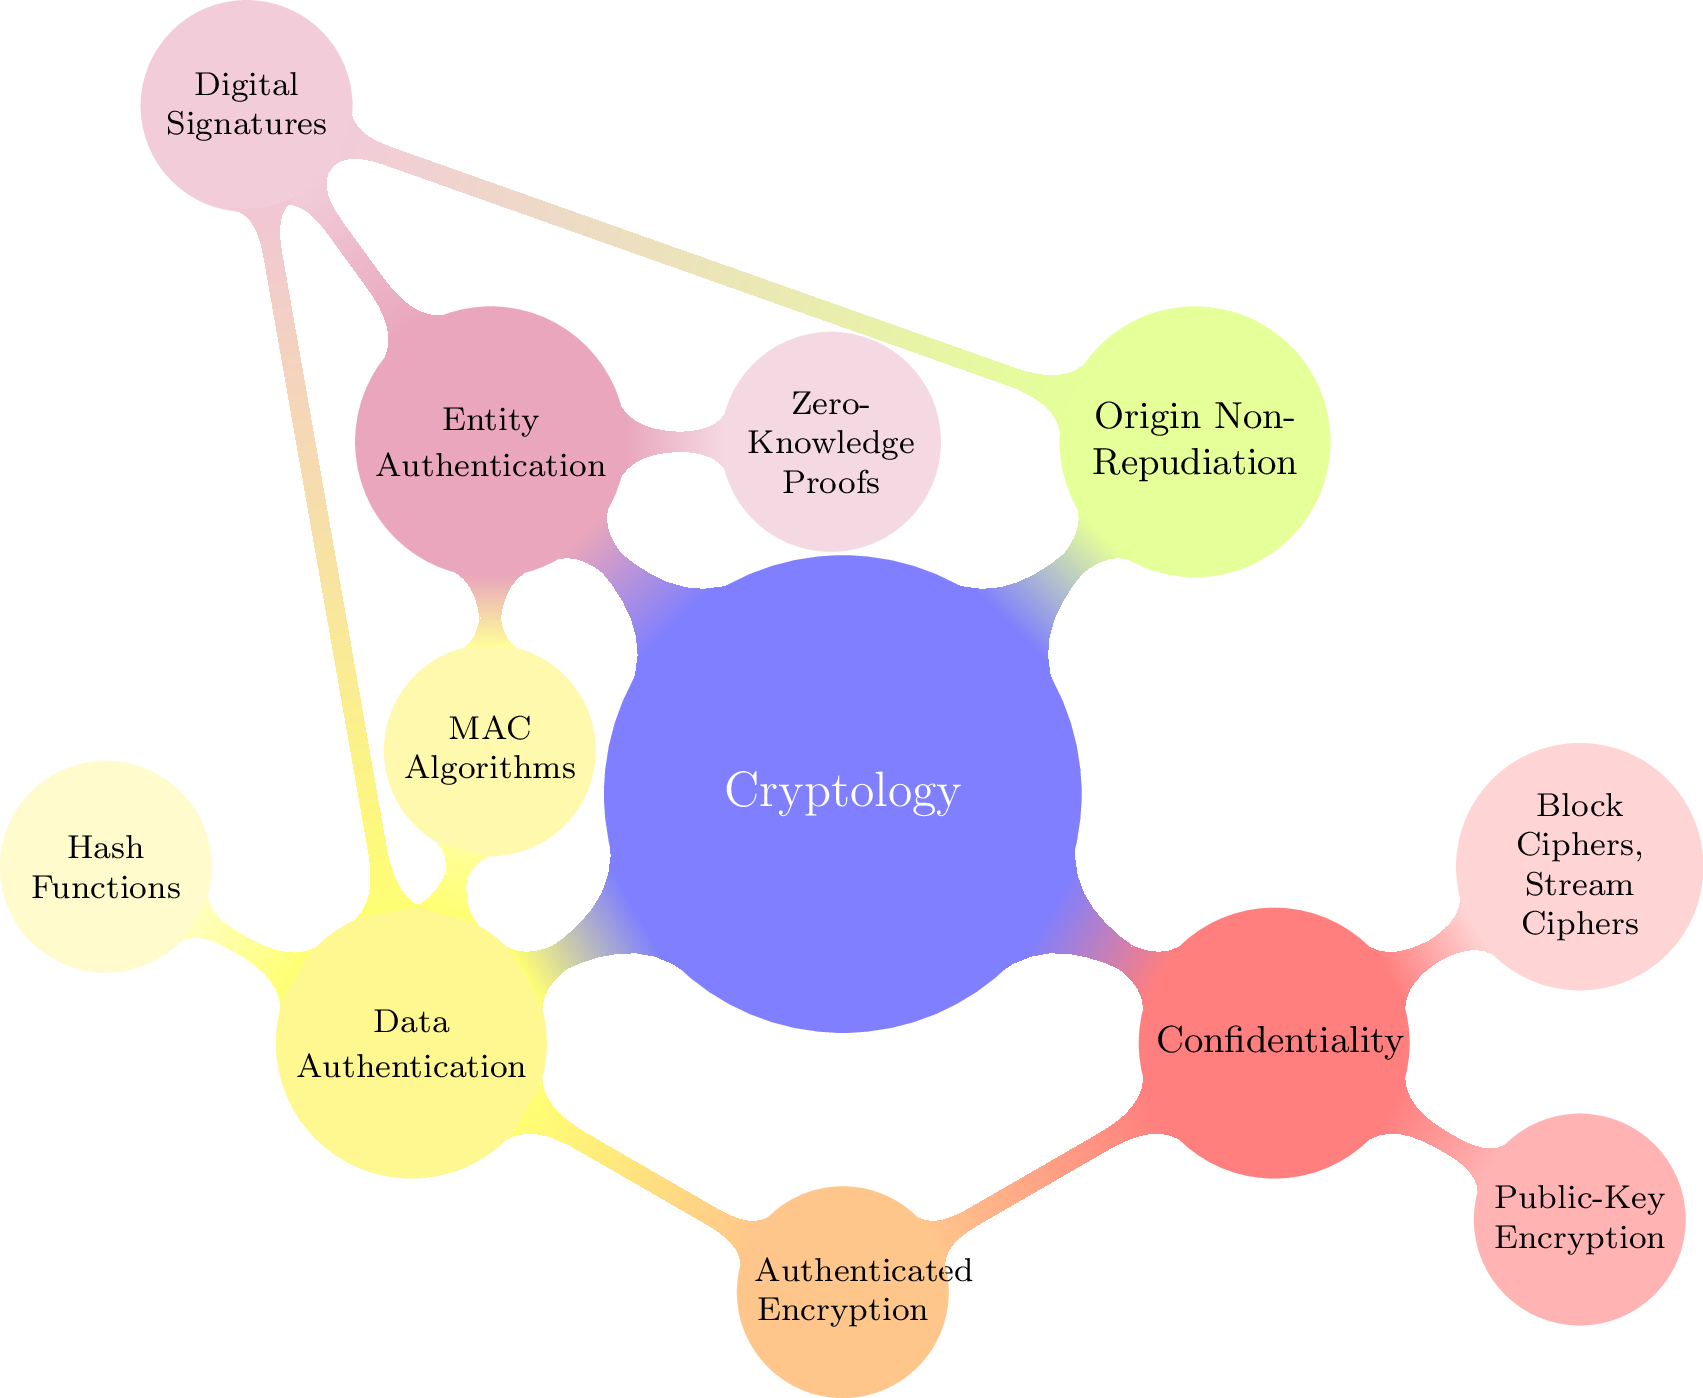 Digital
Signatures
Entity
Authentication
Zero-
Knowledge
Proofs
Origin Non-
Repudiation
MAC
Algorithms
Cryptology
Hash
Functions
Block
Ciphers,
Stream
Ciphers
Data
Authentication
Confidentiality
Public-Key
Encryption
Authenticated
Encryption